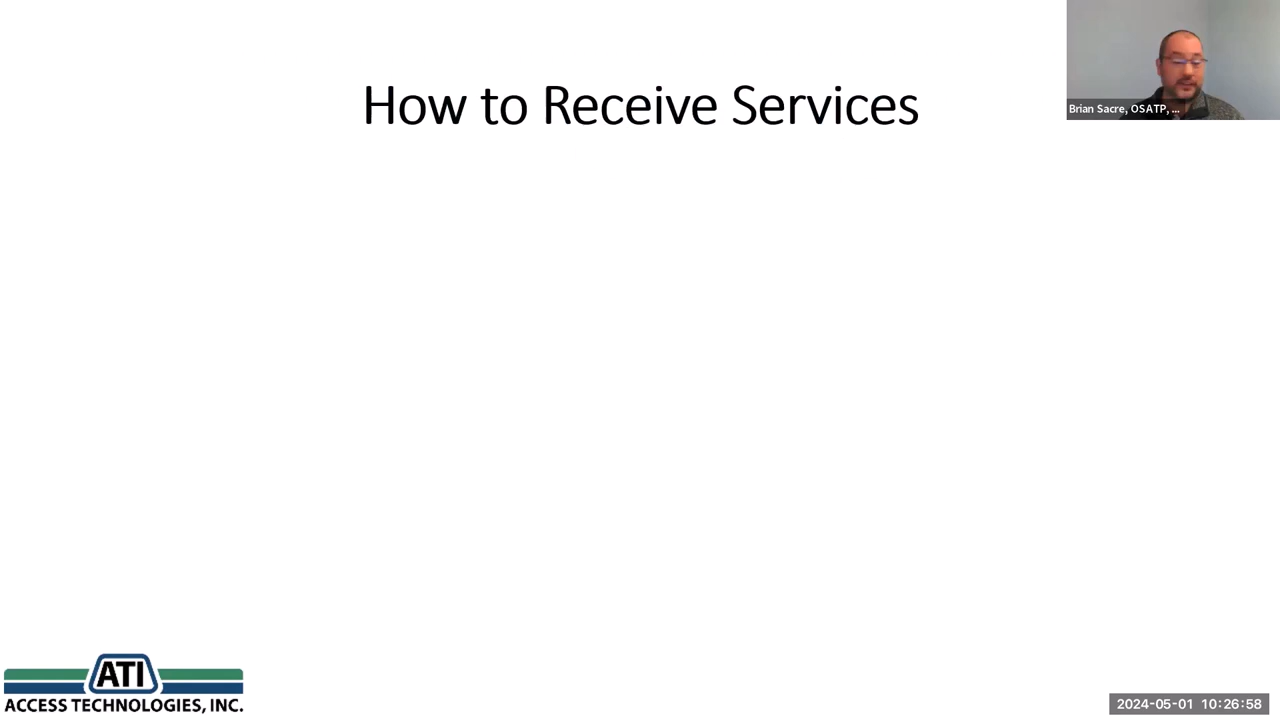 How to Receive Services
Brian Sacre, OSATP, ...
ATI
ACCESS TECHNOLOGIES, INC.
2024-05-01 10:26:58